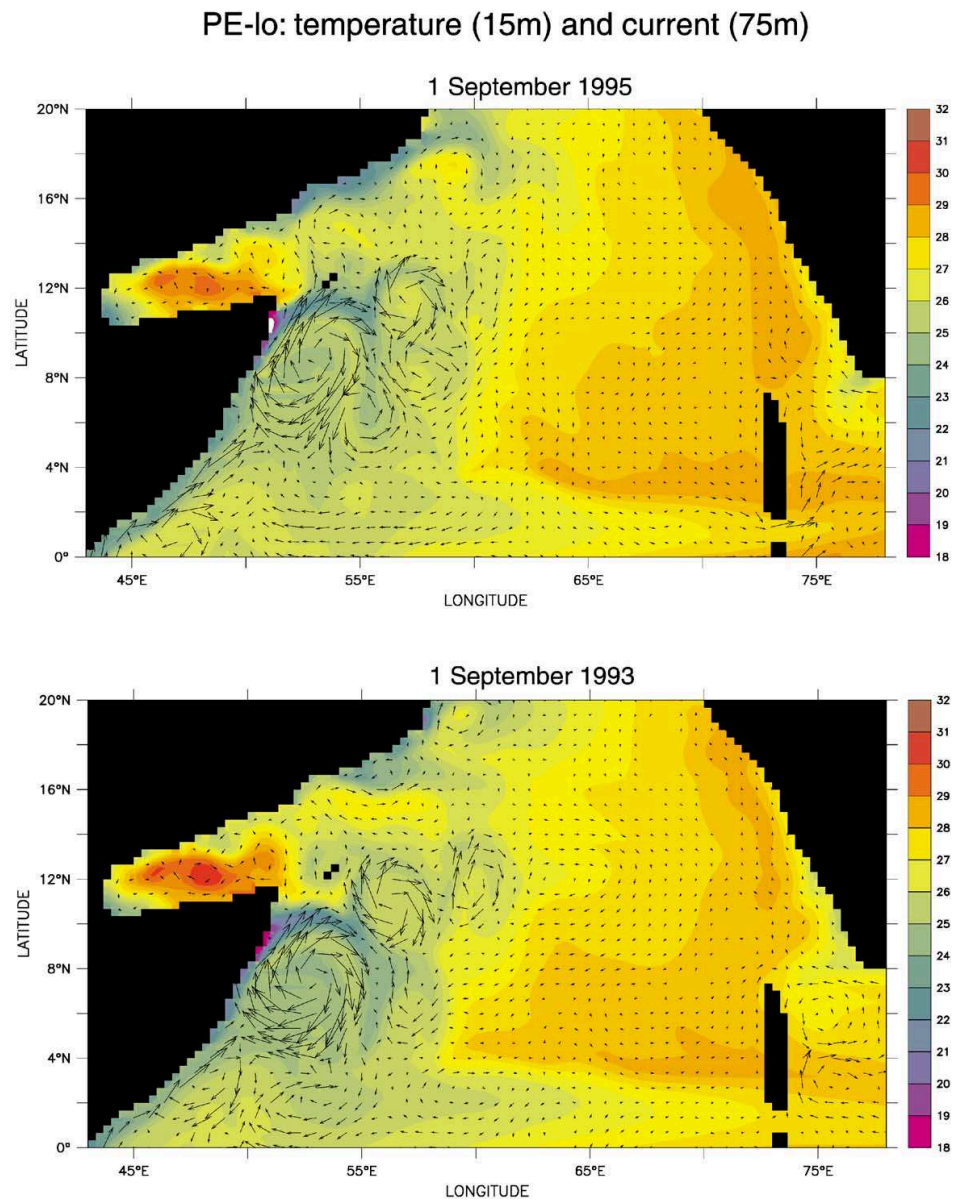 PE-lo: temperature (15m) and current (75m)
1 September 1995
20°N
16°N
12°N
8°N
4°N
0°
LATITUDE
45°E
55°E
65°E
75°E
LONGITUDE
32
31
30
29
28
27
26
25
24
23
22
21
20
19
18
1 September 1993
20°N
16°N
12°N
8°N
4°N
0°
LATITUDE
45°E
55°E
65°E
75°E
LONGITUDE
32
31
30
29
28
27
26
25
24
23
22
21
20
19
18